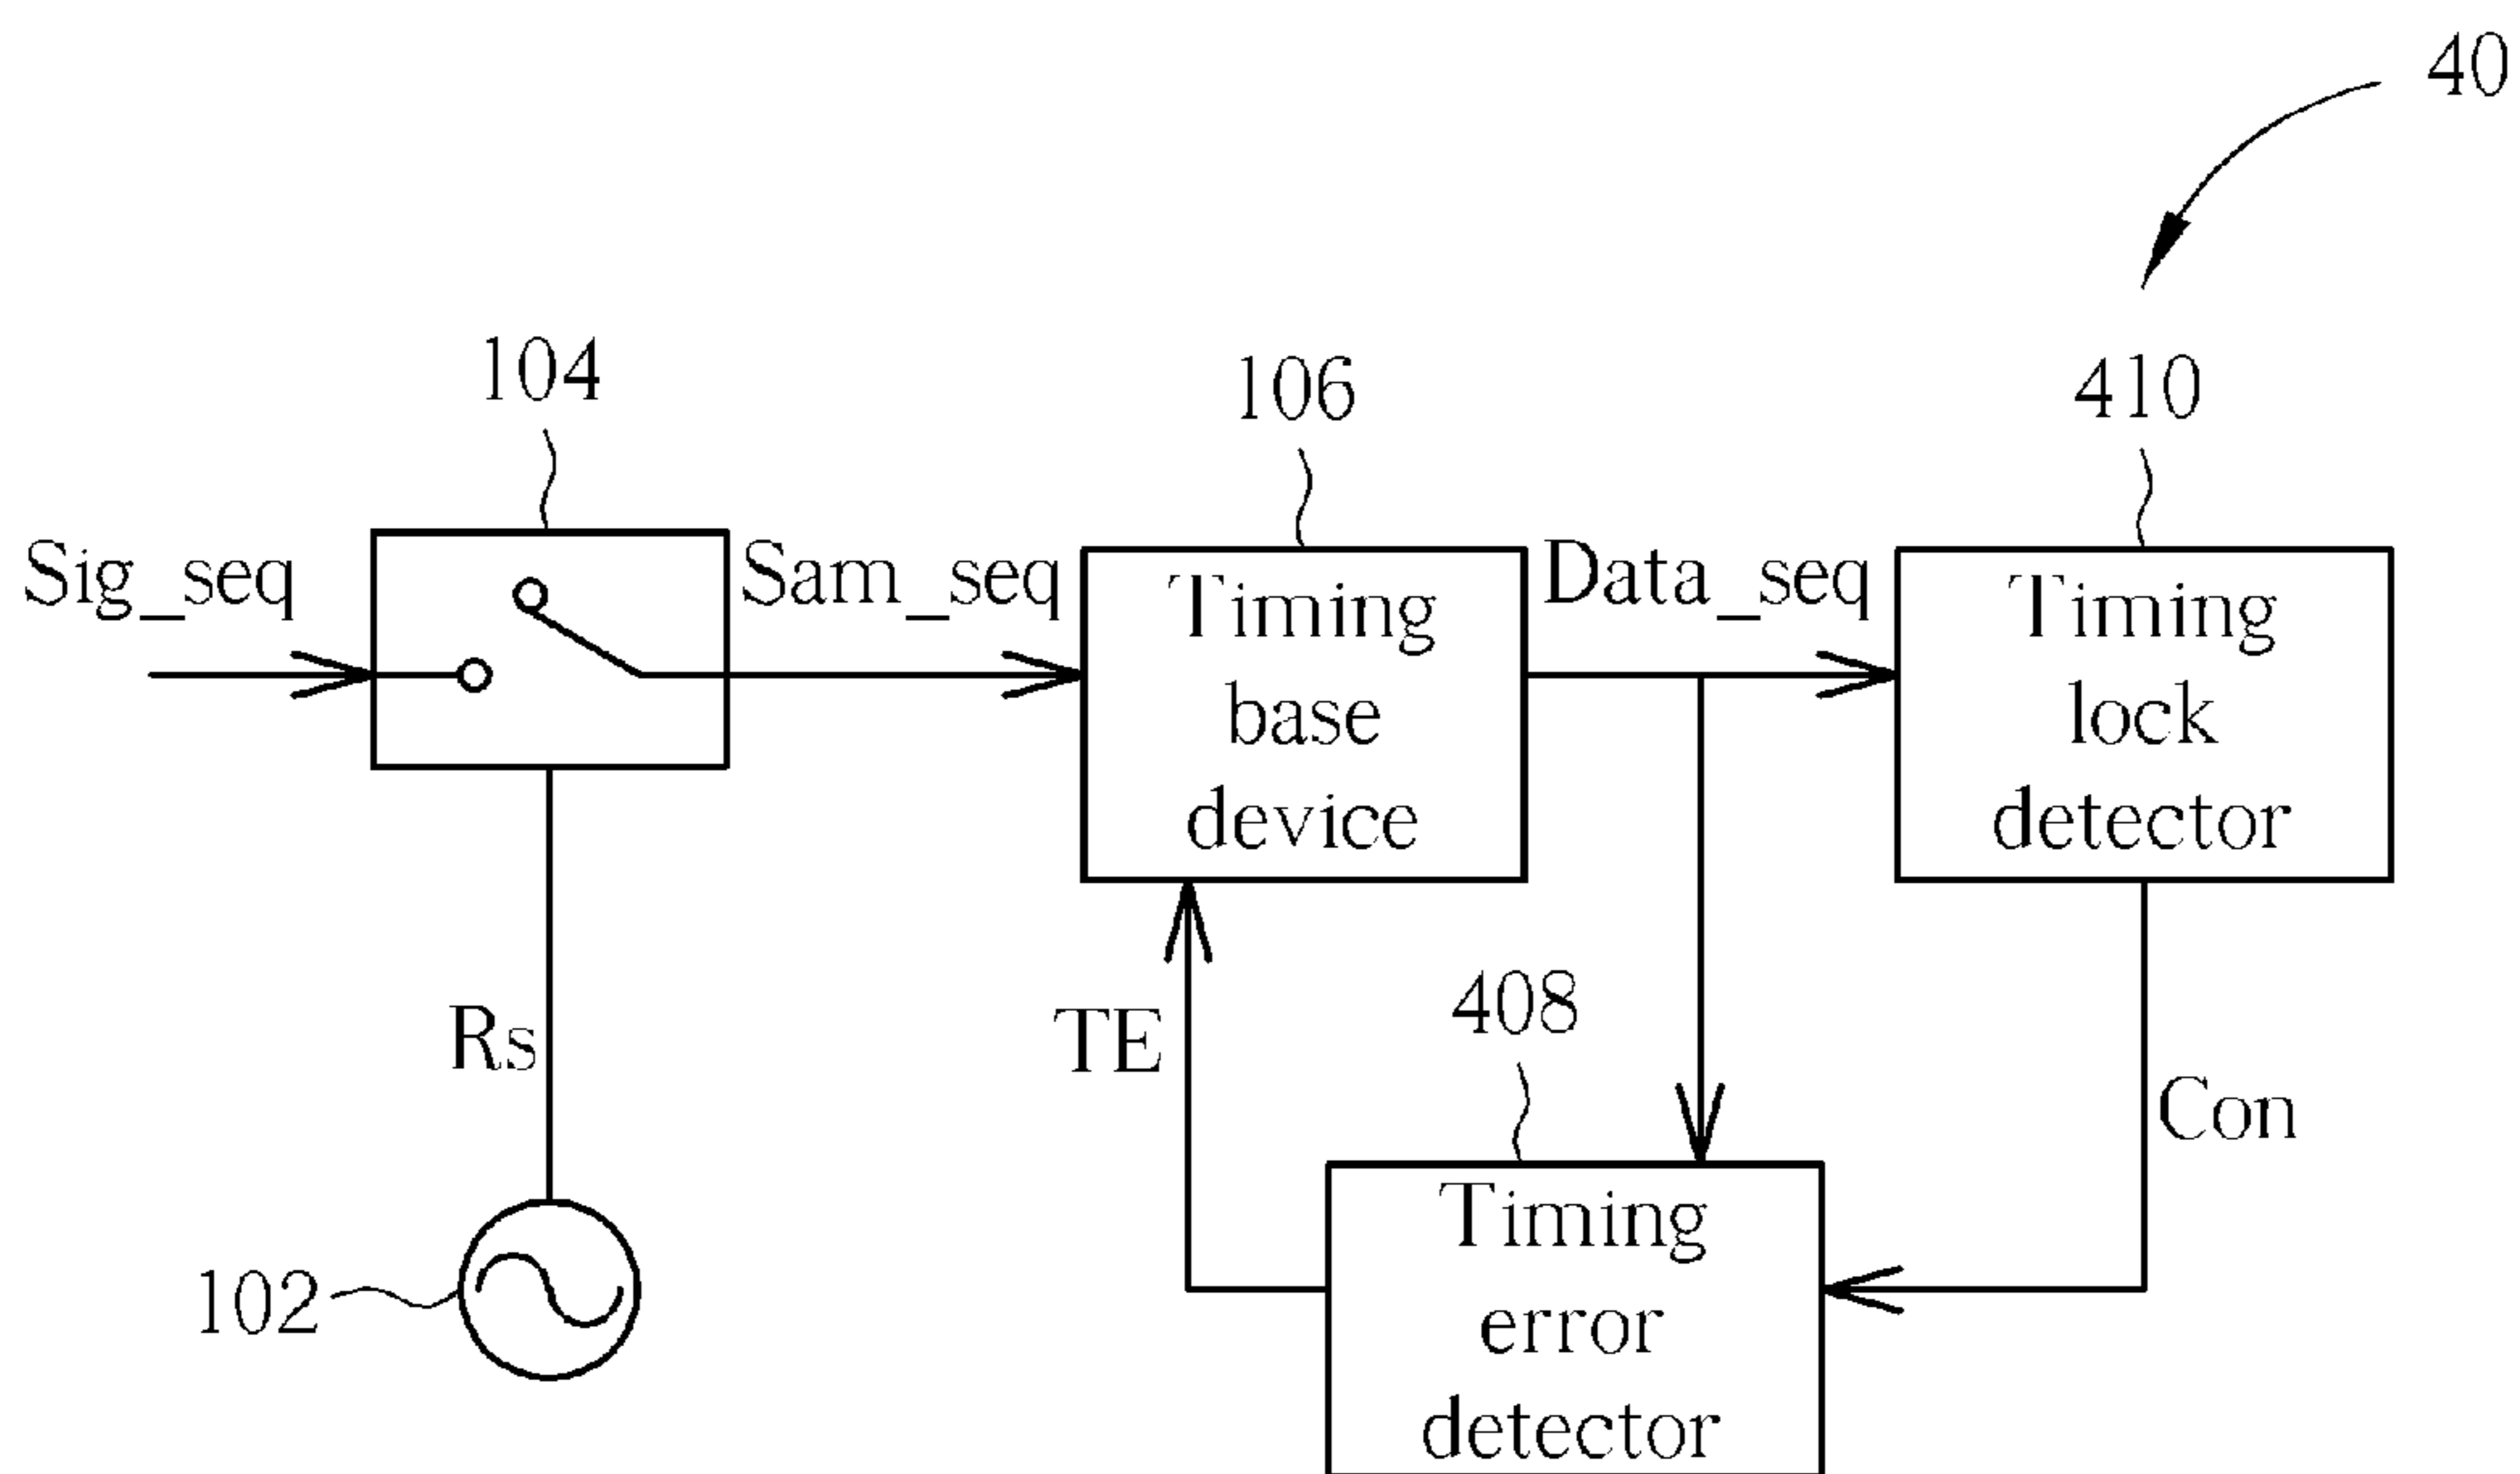 40
104
106
410
Sig_seq
Sam_seq
Data_seq
Timing
base
device
Timing
lock
detector
408
Rs
TE
Con
102
Timing
error
detector